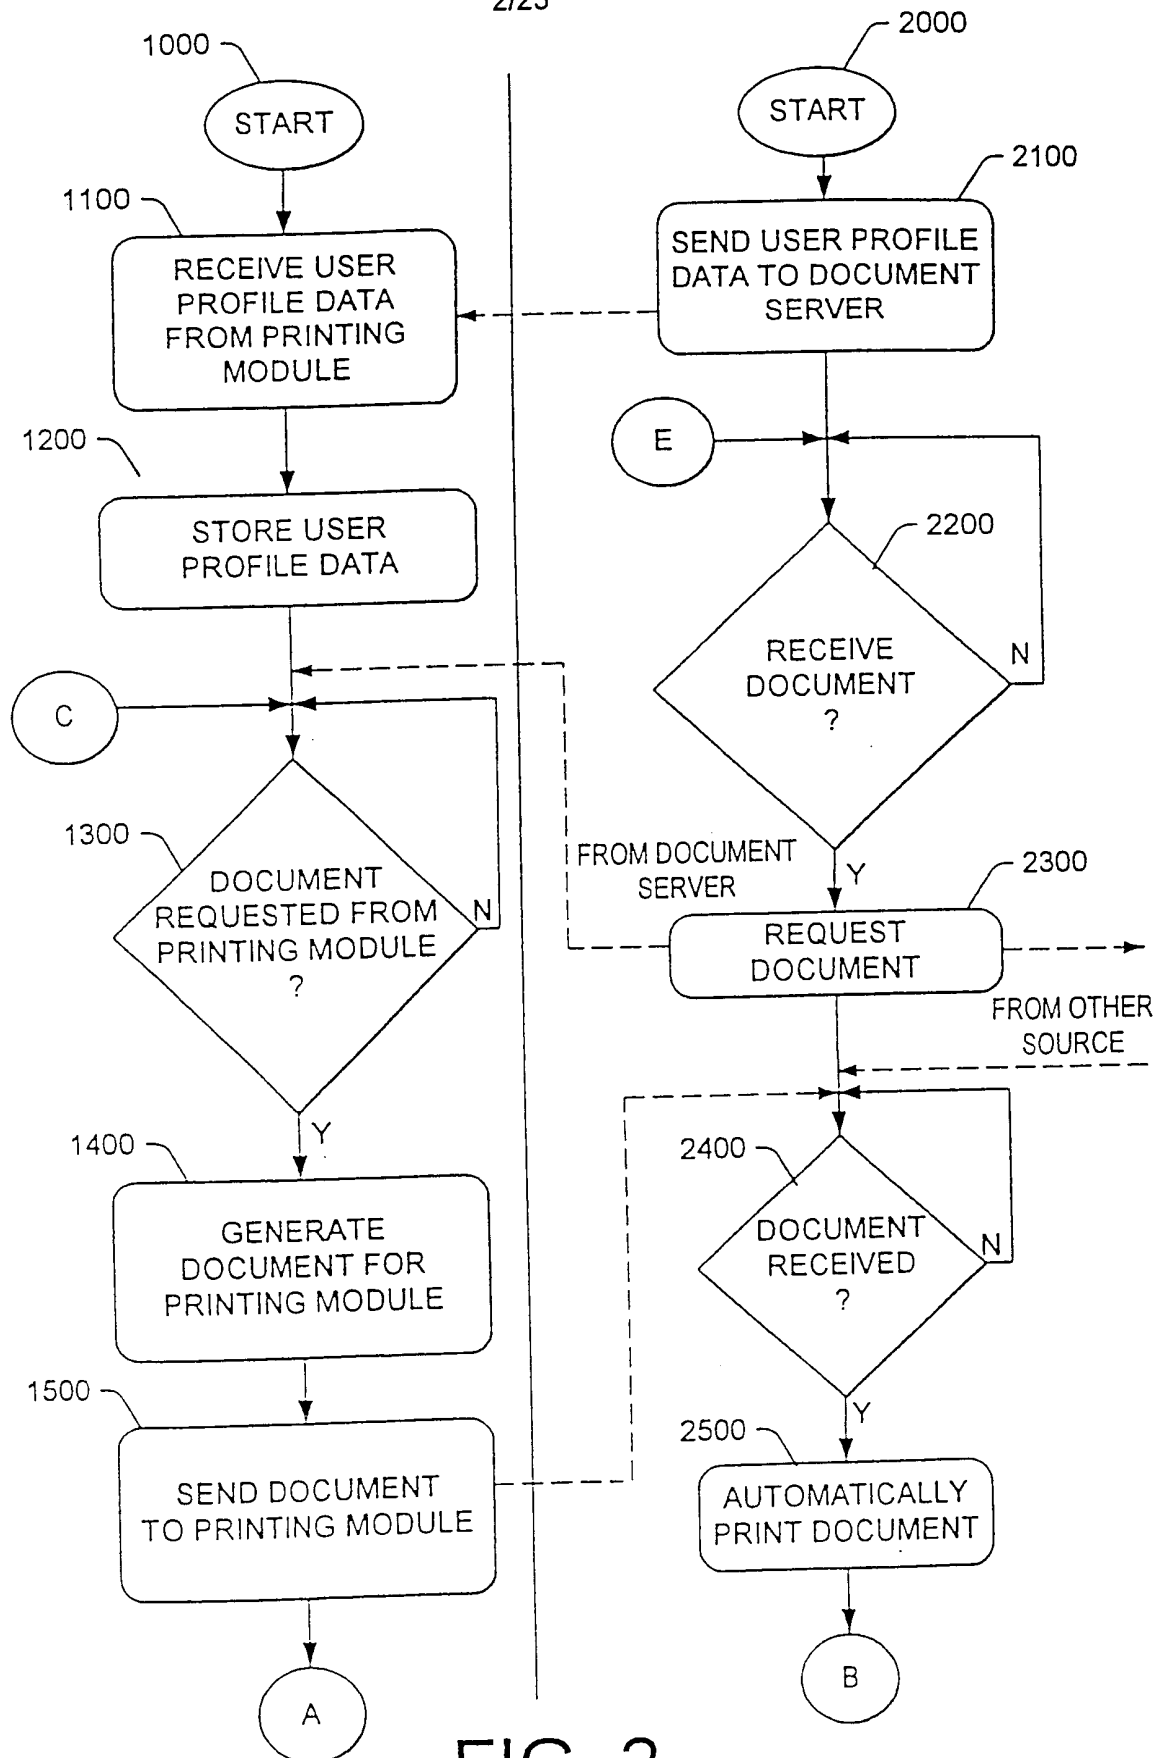 2/23
1000
START
1100
RECEIVE USER
PROFILE DATA
FROM PRINTING
MODULE
1200
STORE USER
PROFILE DATA
C
1300
DOCUMENT
REQUESTED FROM
PRINTING MODULE
?
N
Y
1400
GENERATE
DOCUMENT FOR
PRINTING MODULE
1500
SEND DOCUMENT
TO PRINTING MODULE
A
2000
START
2100
SEND USER PROFILE
DATA TO DOCUMENT
SERVER
E
2200
RECEIVE
DOCUMENT
?
N
Y
FROM DOCUMENT
SERVER
2300
REQUEST
DOCUMENT
FROM OTHER
SOURCE
2400
DOCUMENT
RECEIVED
?
N
Y
2500
AUTOMATICALLY
PRINT DOCUMENT
B
FIG.